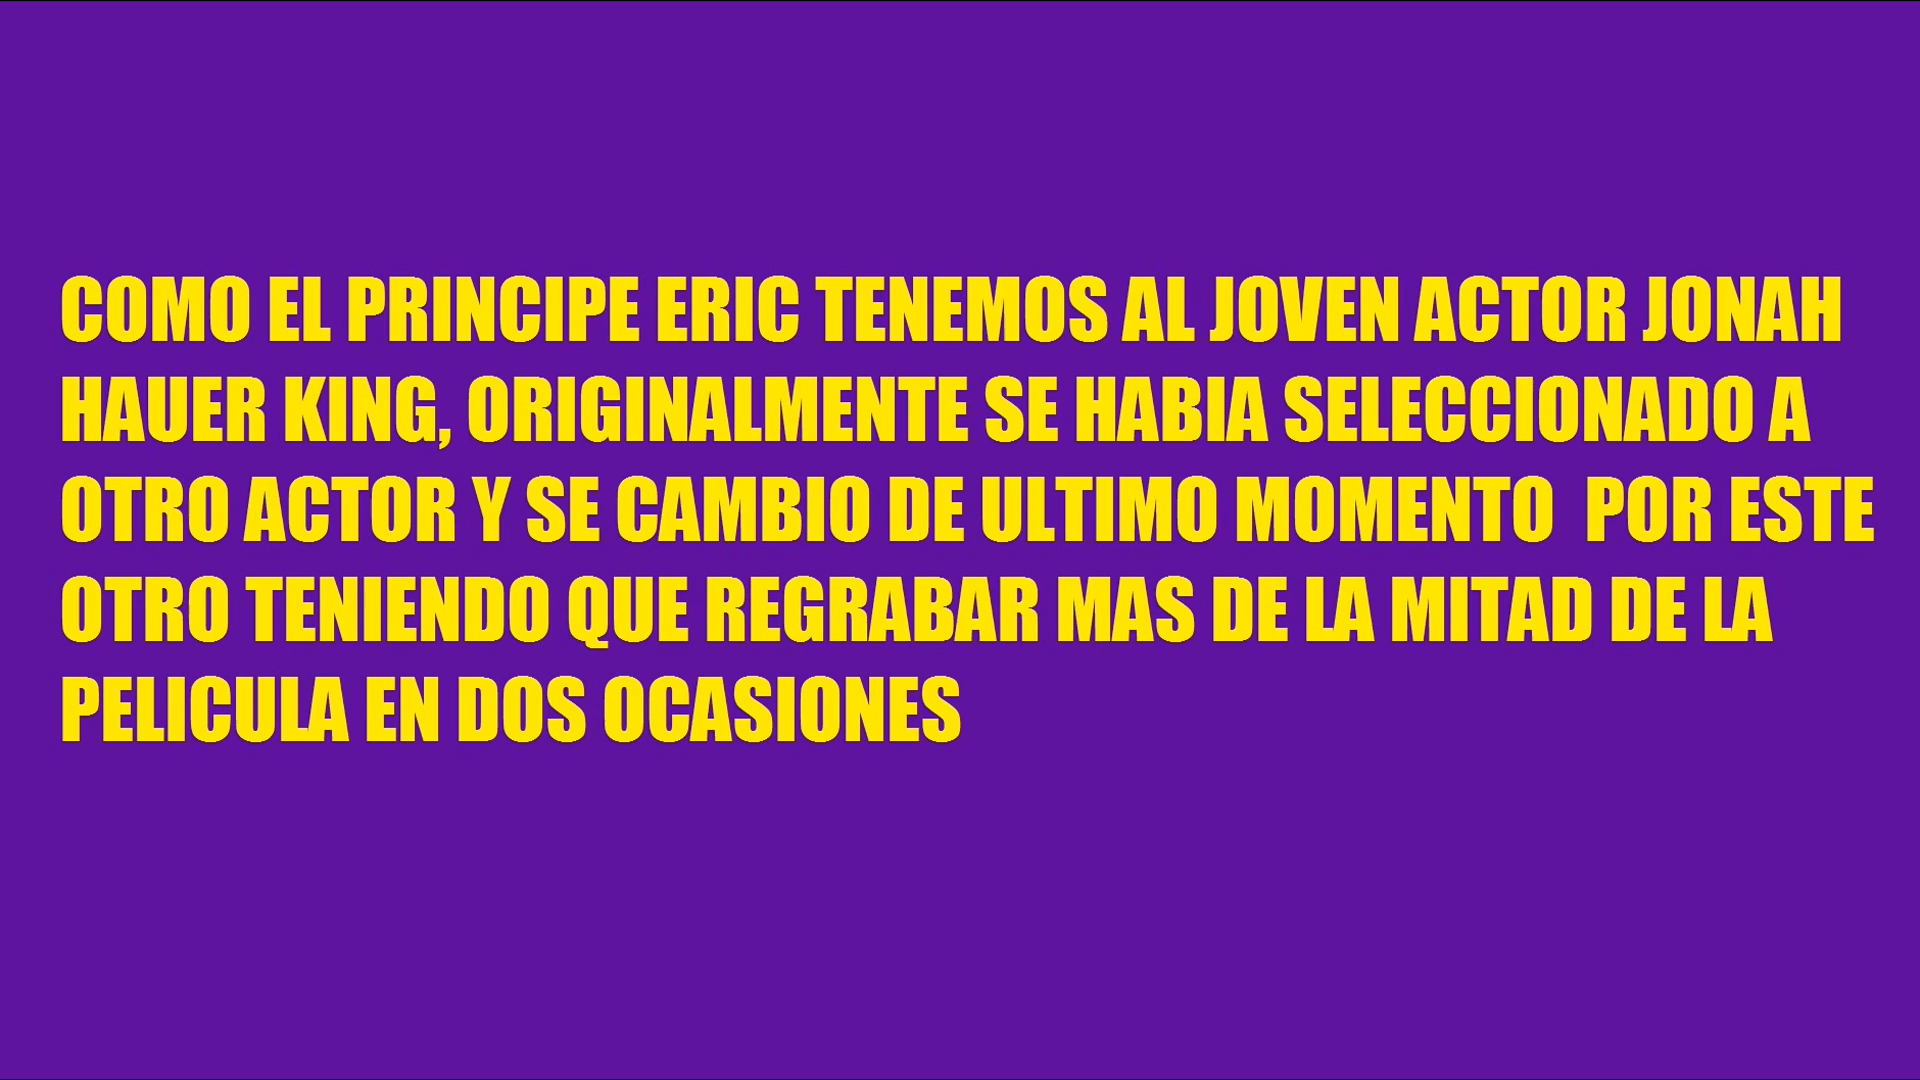 COMO EL PRINCIPE ERIC TENEMOS AL JOVEN ACTOR JONAH
HAUER KING, ORIGINALMENTE SE HABIA SELECCIONADO A
OTRO ACTOR Y SE CAMBIO DE ULTIMO MOMENTO  POR ESTE
OTRO TENIENDO QUE REGRABAR MAS DE LA MITAD DE LA
PELICULA EN DOS OCASIONES